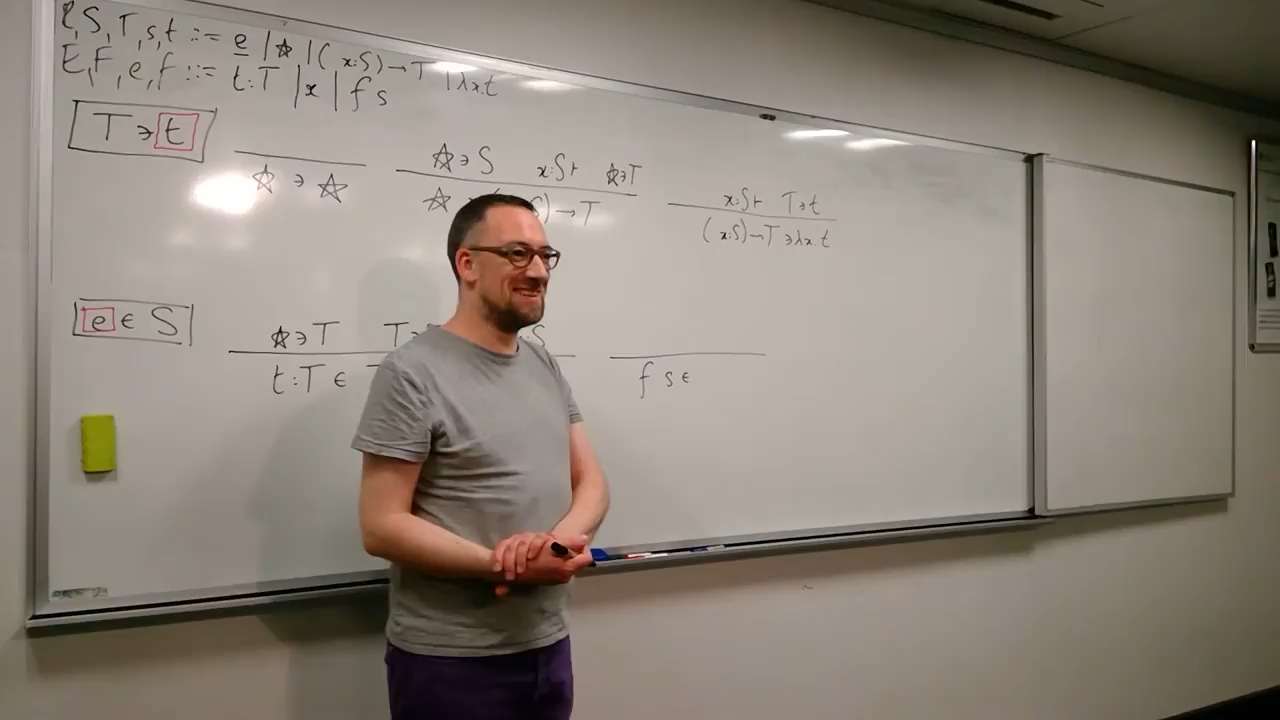 R, S, T, s, t ::= e | ☆ | (x:S) → T | λx.t
E, F, e, f ::= t:T | x | f s
T ∋ t
☆ ∋ ☆
☆ ∋ S x:S ⊢ ☆ ∋ T
☆ → T
x:S ⊢ T ∋ t
(x:S) → T ∋ λx.t
e ∈ S
☆ ∋ T T S
t:T ∈
f s ∈